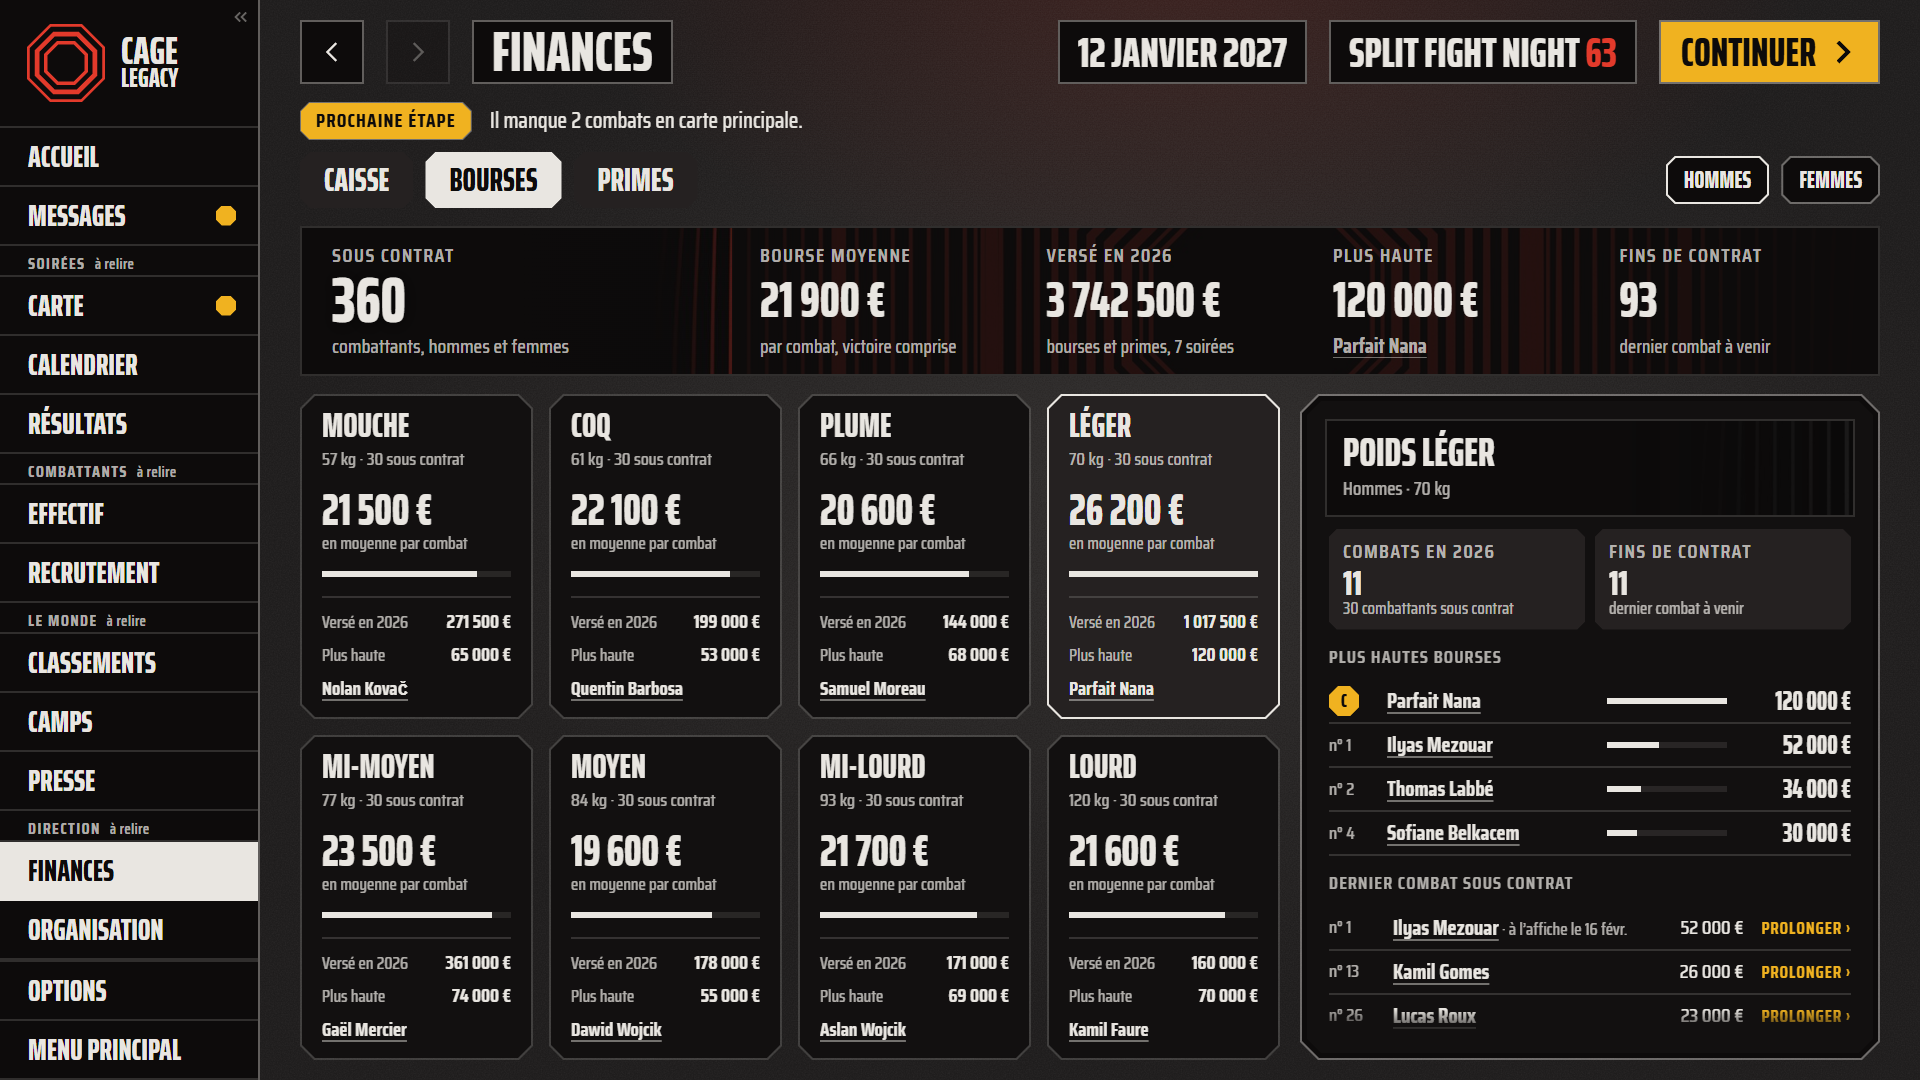 CAGE
LEGACY
ACCUEIL
MESSAGES
SOIRÉES à relire
CARTE
CALENDRIER
RÉSULTATS
COMBATTANTS à relire
EFFECTIF
RECRUTEMENT
LE MONDE à relire
CLASSEMENTS
CAMPS
PRESSE
DIRECTION à relire
FINANCES
ORGANISATION
OPTIONS
MENU PRINCIPAL
FINANCES
12 JANVIER 2027
SPLIT FIGHT NIGHT 63
CONTINUER
PROCHAINE ÉTAPE Il manque 2 combats en carte principale.
CAISSE BOURSES PRIMES
HOMMES FEMMES
SOUS CONTRAT
360
combattants, hommes et femmes
BOURSE MOYENNE
21 900 €
par combat, victoire comprise
VERSÉ EN 2026
3 742 500 €
bourses et primes, 7 soirées
PLUS HAUTE
120 000 €
Parfait Nana
FINS DE CONTRAT
93
dernier combat à venir
MOUCHE
57 kg · 30 sous contrat
21 500 €
en moyenne par combat
Versé en 2026 271 500 €
Plus haute 65 000 €
Nolan Kovač
COQ
61 kg · 30 sous contrat
22 100 €
en moyenne par combat
Versé en 2026 199 000 €
Plus haute 53 000 €
Quentin Barbosa
PLUME
66 kg · 30 sous contrat
20 600 €
en moyenne par combat
Versé en 2026 144 000 €
Plus haute 68 000 €
Samuel Moreau
LÉGER
70 kg · 30 sous contrat
26 200 €
en moyenne par combat
Versé en 2026 1 017 500 €
Plus haute 120 000 €
Parfait Nana
MI-MOYEN
77 kg · 30 sous contrat
23 500 €
en moyenne par combat
Versé en 2026 361 000 €
Plus haute 74 000 €
Gaël Mercier
MOYEN
84 kg · 30 sous contrat
19 600 €
en moyenne par combat
Versé en 2026 178 000 €
Plus haute 55 000 €
Dawid Wojcik
MI-LOURD
93 kg · 30 sous contrat
21 700 €
en moyenne par combat
Versé en 2026 171 000 €
Plus haute 69 000 €
Aslan Wojcik
LOURD
120 kg · 30 sous contrat
21 600 €
en moyenne par combat
Versé en 2026 160 000 €
Plus haute 70 000 €
Kamil Faure
POIDS LÉGER
Hommes · 70 kg
COMBATS EN 2026
11
30 combattants sous contrat
FINS DE CONTRAT
11
dernier combat à venir
PLUS HAUTES BOURSES
C Parfait Nana 120 000 €
n° 1 Ilyas Mezouar 52 000 €
n° 2 Thomas Labbé 34 000 €
n° 4 Sofiane Belkacem 30 000 €
DERNIER COMBAT SOUS CONTRAT
n° 1 Ilyas Mezouar · à l'affiche le 16 févr. 52 000 € PROLONGER ›
n° 13 Kamil Gomes 26 000 € PROLONGER ›
n° 26 Lucas Roux 23 000 € PROLONGER ›